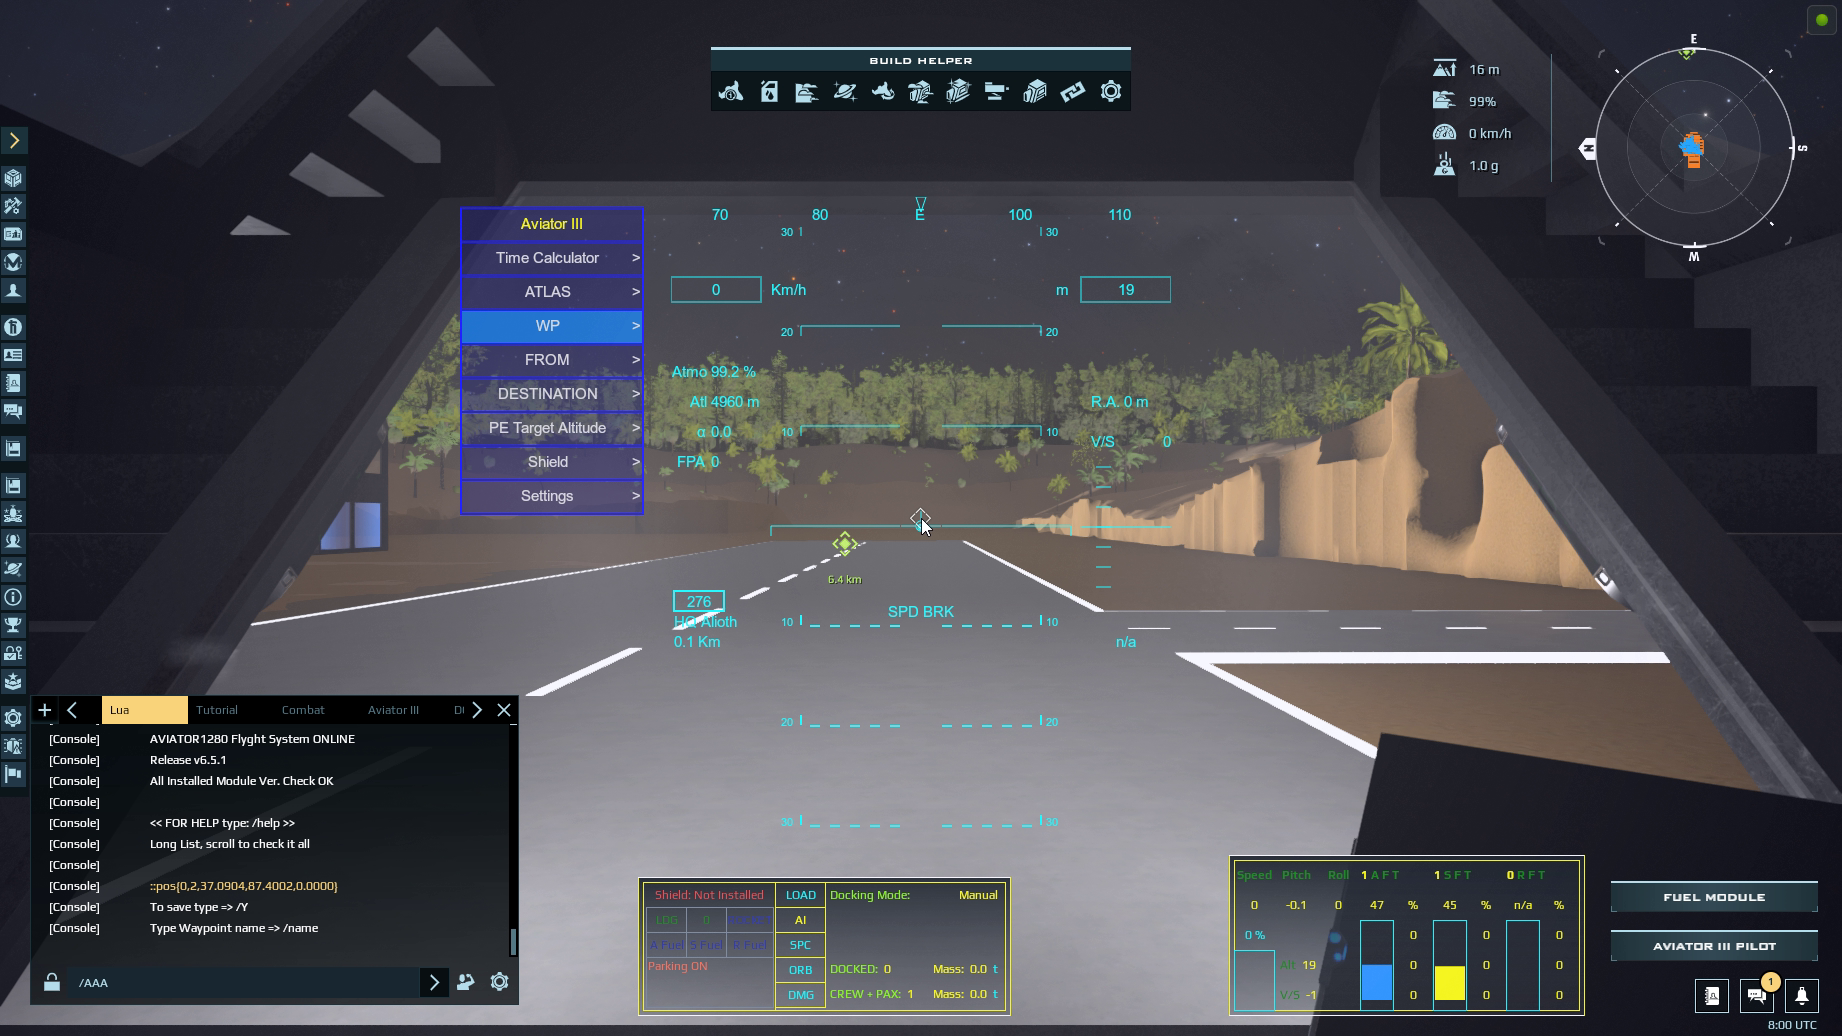 BUILD HELPER
16 m
99%
0 km/h
1.0 g
E
S
W
N
Aviator III
Time Calculator >
ATLAS >
WP >
FROM >
DESTINATION >
PE Target Altitude >
Shield >
Settings >
70 80 E 100 110
30 30
0 Km/h
m 19
20 20
Atmo 99.2 %
Atl 4960 m
R.A. 0 m
α 0.0
10 10
V/S 0
FPA 0
6.4 km
276
HQ Alioth
0.1 Km
SPD BRK
10 10
n/a
20 20
30 30
Lua Tutorial Combat Aviator III
[Console] AVIATOR1280 Flyght System ONLINE
[Console] Release v6.5.1
[Console] All Installed Module Ver. Check OK
[Console]
[Console] << FOR HELP type: /help >>
[Console] Long List, scroll to check it all
[Console]
[Console] ::pos{0,2,37.0904,87.4002,0.0000}
[Console] To save type => /Y
[Console] Type Waypoint name => /name
/AAA
Shield: Not Installed
LDG 0
A Fuel S Fuel R Fuel
Parking ON
LOAD
AI
SPC
ORB
DMG
Docking Mode: Manual
DOCKED: 0 Mass: 0.0 t
CREW + PAX: 1 Mass: 0.0 t
Speed Pitch Roll 1 A F T 1 S F T 0 R F T
0 -0.1 0 47 % 45 % n/a %
0 % 0 0 0
Alt 19 0 0 0
V/S -1 0 0 0
FUEL MODULE
AVIATOR III PILOT
1
8:00 UTC